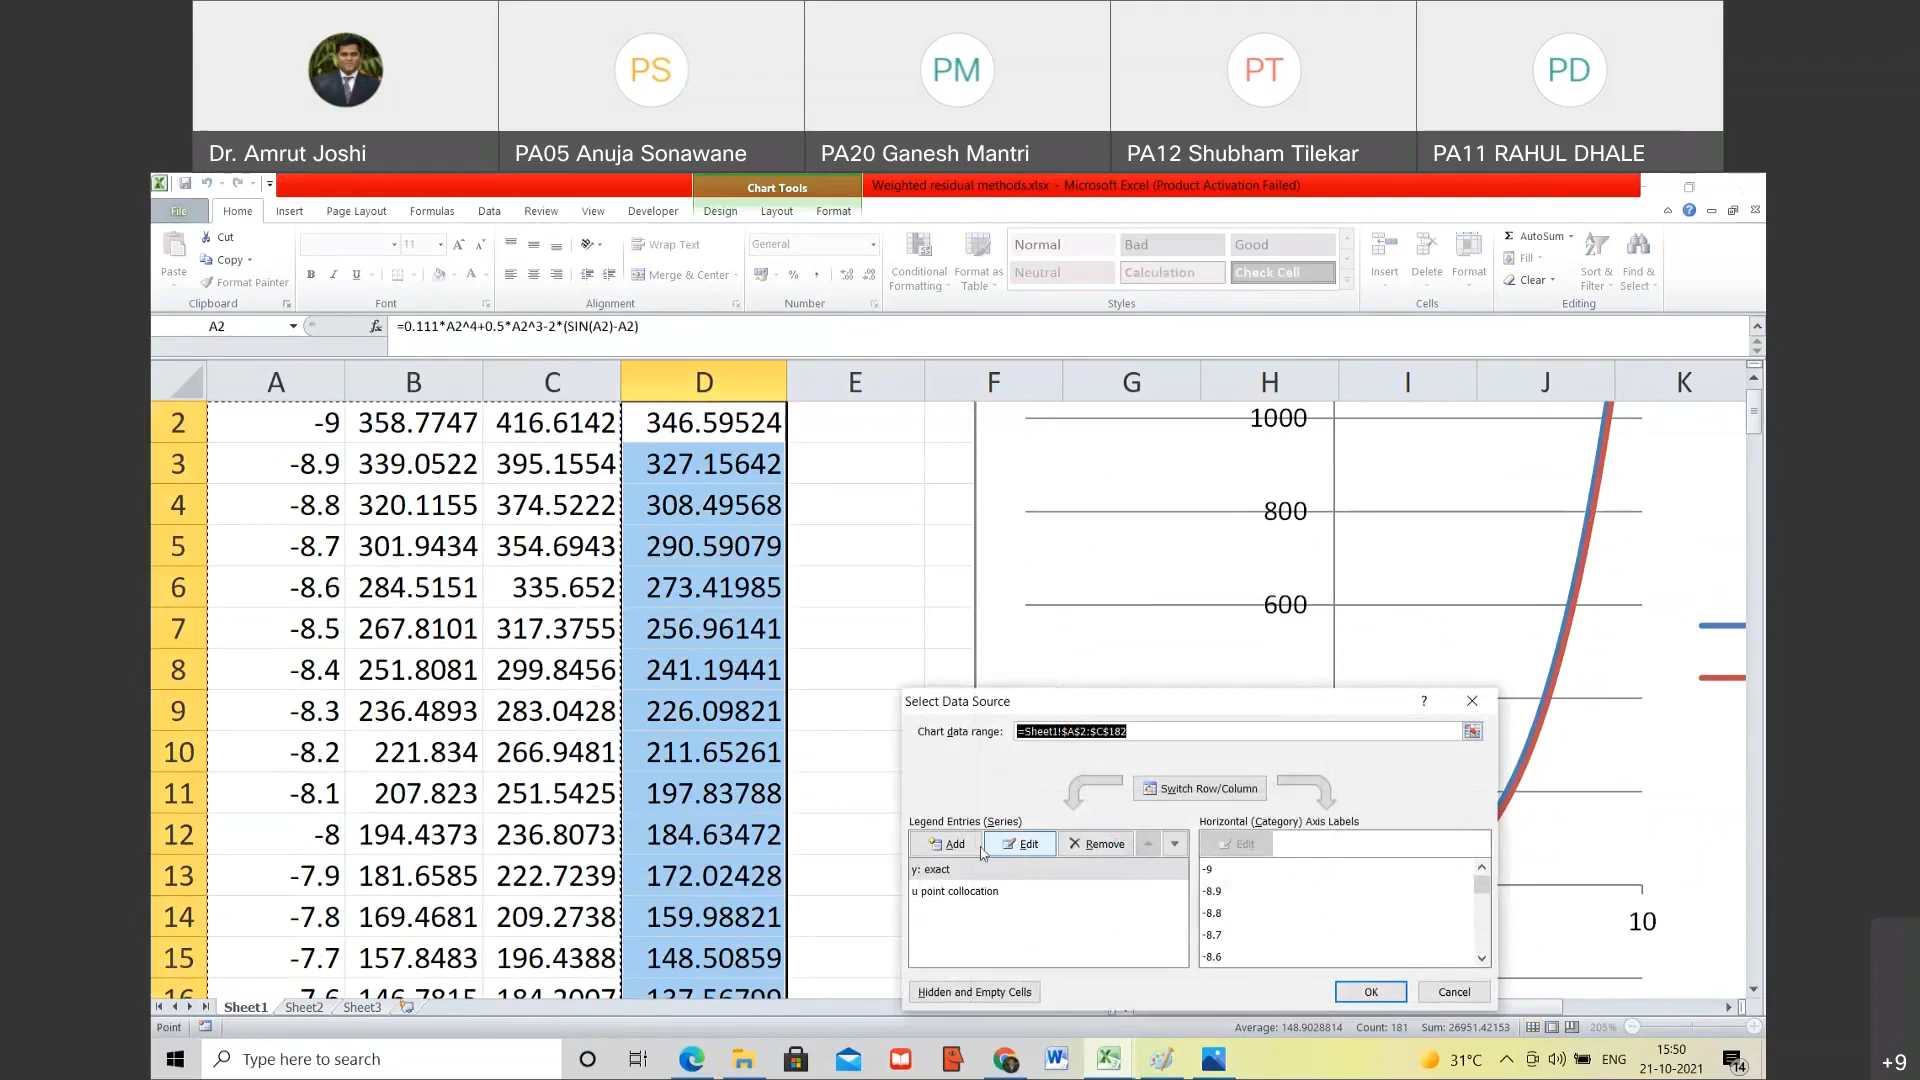 PS
PM
PT
PD
Dr. Amrut Joshi
PA05 Anuja Sonawane
PA20 Ganesh Mantri
PA12 Shubham Tilekar
PA11 RAHUL DHALE
Chart Tools
Weighted residual methods.xlsx - Microsoft Excel (Product Activation Failed)
File Home Insert Page Layout Formulas Data Review View Developer Design Layout Format
Cut
Copy
Format Painter
Paste
Clipboard
11
Font
Wrap Text
Merge & Center
Alignment
General
Number
Conditional Formatting
Format as Table
Normal Bad Good
Neutral Calculation Check Cell
Styles
Insert Delete Format
Cells
AutoSum
Fill
Clear
Sort & Filter
Find & Select
Editing
A2 fx =0.111*A2^4+0.5*A2^3-2*(SIN(A2)-A2)
A B C D E F G H I J K
2 -9 358.7747 416.6142 346.59524
3 -8.9 339.0522 395.1554 327.15642
4 -8.8 320.1155 374.5222 308.49568
5 -8.7 301.9434 354.6943 290.59079
6 -8.6 284.5151 335.652 273.41985
7 -8.5 267.8101 317.3755 256.96141
8 -8.4 251.8081 299.8456 241.19441
9 -8.3 236.4893 283.0428 226.09821
10 -8.2 221.834 266.9481 211.65261
11 -8.1 207.823 251.5425 197.83788
12 -8 194.4373 236.8073 184.63472
13 -7.9 181.6585 222.7239 172.02428
14 -7.8 169.4681 209.2738 159.98821
15 -7.7 157.8483 196.4388 148.50859
16 -7.6 146.7815 184.2007 137.56709
1000
800
600
10
Select Data Source
?
Chart data range: =Sheet1!$A$2:$C$182
Switch Row/Column
Legend Entries (Series)
Horizontal (Category) Axis Labels
Add Edit Remove
Edit
y: exact
u point collocation
-9
-8.9
-8.8
-8.7
-8.6
Hidden and Empty Cells
OK
Cancel
Sheet1 Sheet2 Sheet3
Point
Average: 148.9028814 Count: 181 Sum: 26951.42153
205%
Type here to search
31°C
ENG
15:50
21-10-2021
14
+9